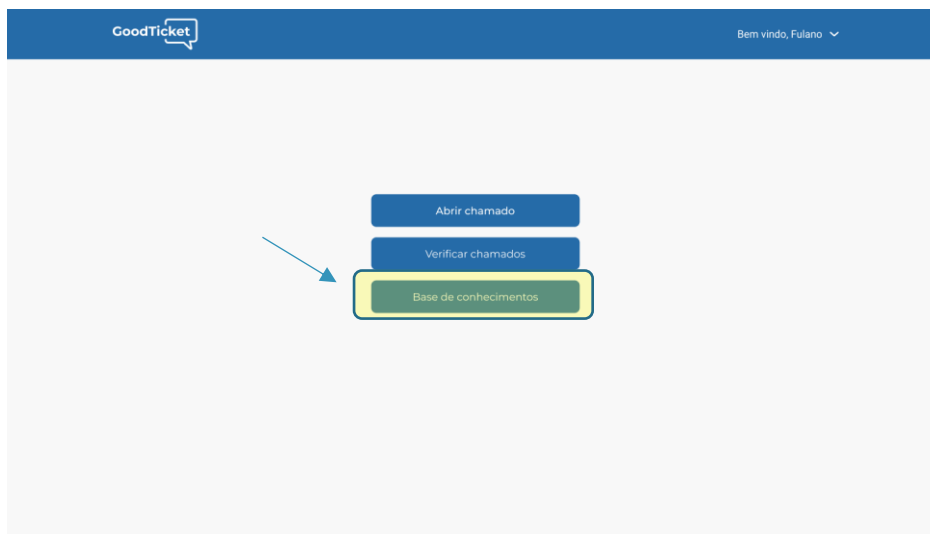 GoodTicket
Bem vindo, Fulano
Abrir chamado
Verificar chamados
Base de conhecimentos